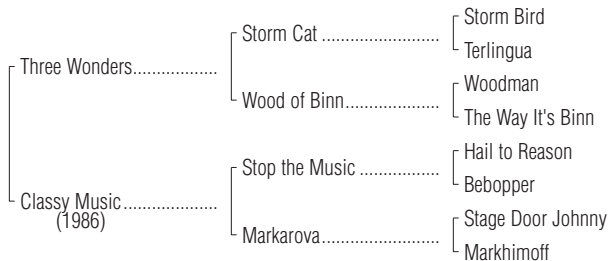 Storm Bird
Storm Cat ........................
Terlingua
Three Wonders.................
Woodman
Wood of Binn...................
The Way It's Binn
Hail to Reason
Stop the Music ................
Bebopper
Classy Music...................
(1986)
Stage Door Johnny
Markarova........................
Markhimoff